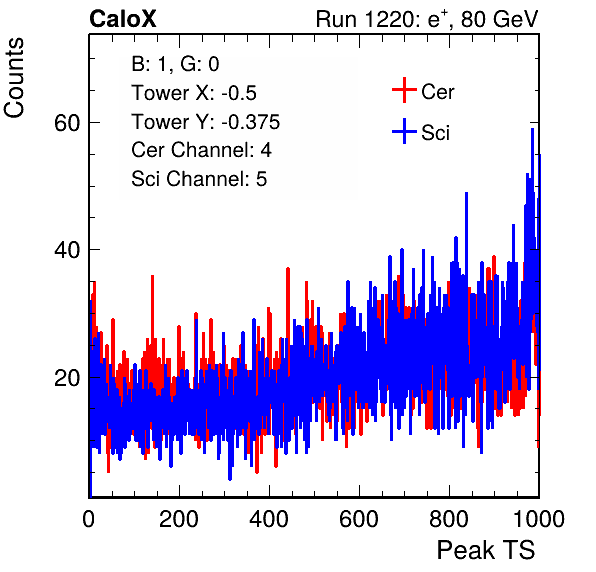 CaloX Run 1220: e⁺, 80 GeV
Counts
B: 1, G: 0
Tower X: -0.5
Tower Y: -0.375
Cer Channel: 4
Sci Channel: 5
Cer
Sci
60
40
20
0 200 400 600 800 1000
Peak TS